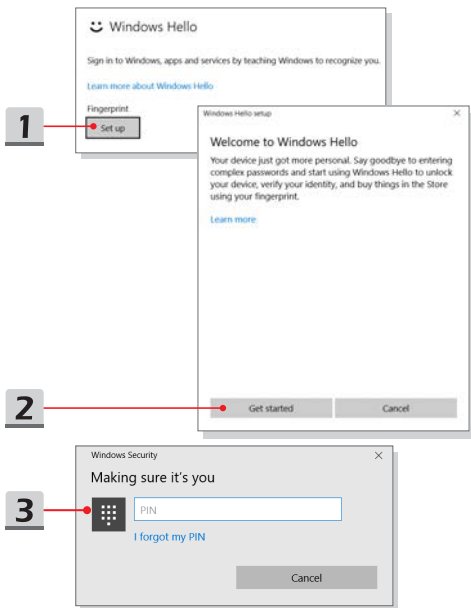 Windows Hello
Sign in to Windows, apps and services by teaching Windows to recognize you.
Learn more about Windows Hello
Fingerprint
1
Set up
Windows Hello setup
Welcome to Windows Hello
Your device just got more personal. Say goodbye to entering
complex passwords and start using Windows Hello to unlock
your device, verify your identity, and buy things in the Store
using your fingerprint.
Learn more
2
Get started
Cancel
Windows Security
Making sure it's you
3
PIN
I forgot my PIN
Cancel